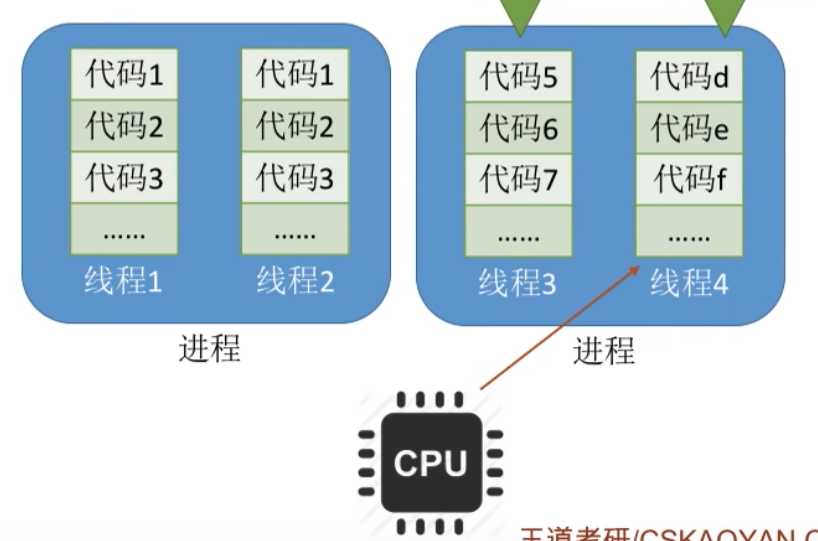 代码1 代码1 代码5 代码d
代码2 代码2 代码6 代码e
代码3 代码3 代码7 代码f
…… …… …… ……
线程1 线程2 线程3 线程4
进程 进程
CPU
王道考研/CSKAOYAN.C